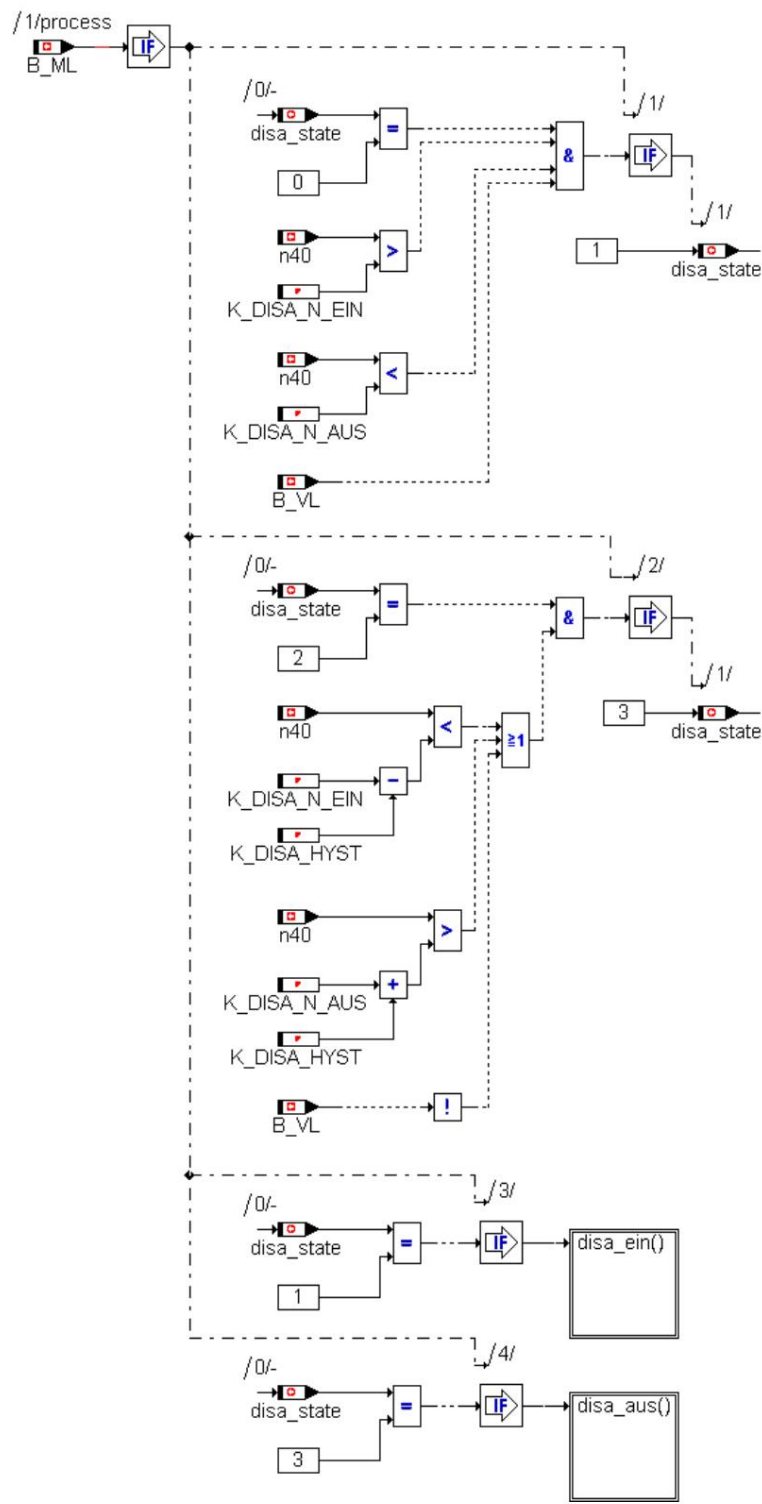 /1/process
IF
B_ML
/0/-
/1/
disa_state
=
&
IF
0
/1/
n40
>
1
disa_state
K_DISA_N_EIN
n40
<
K_DISA_N_AUS
B_VL
/0/-
/2/
disa_state
=
&
IF
2
/1/
n40
<
≧1
3
disa_state
K_DISA_N_EIN
-
K_DISA_HYST
n40
>
K_DISA_N_AUS
+
K_DISA_HYST
B_VL
!
/3/
/0/-
disa_state
=
IF
disa_ein()
1
/4/
/0/-
disa_state
=
IF
disa_aus()
3